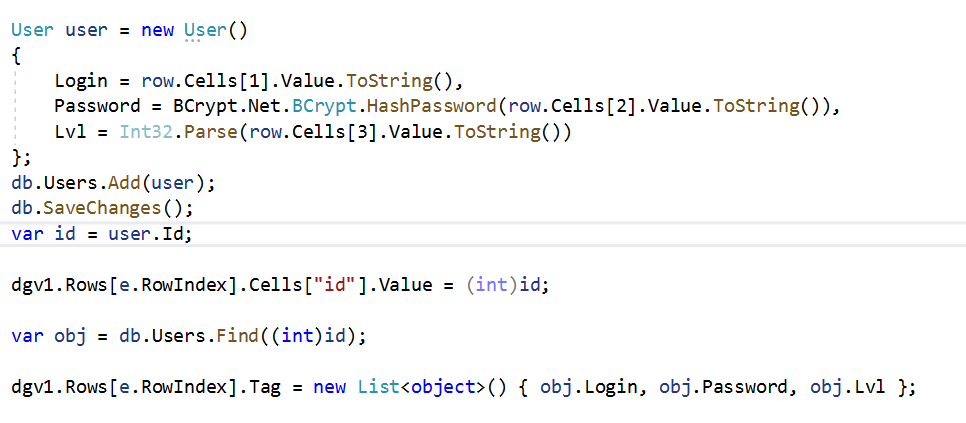 User user = new User()
{
    Login = row.Cells[1].Value.ToString(),
    Password = BCrypt.Net.BCrypt.HashPassword(row.Cells[2].Value.ToString()),
    Lvl = Int32.Parse(row.Cells[3].Value.ToString())
};
db.Users.Add(user);
db.SaveChanges();
var id = user.Id;
dgv1.Rows[e.RowIndex].Cells["id"].Value = (int)id;
var obj = db.Users.Find((int)id);
dgv1.Rows[e.RowIndex].Tag = new List<object>() { obj.Login, obj.Password, obj.Lvl };